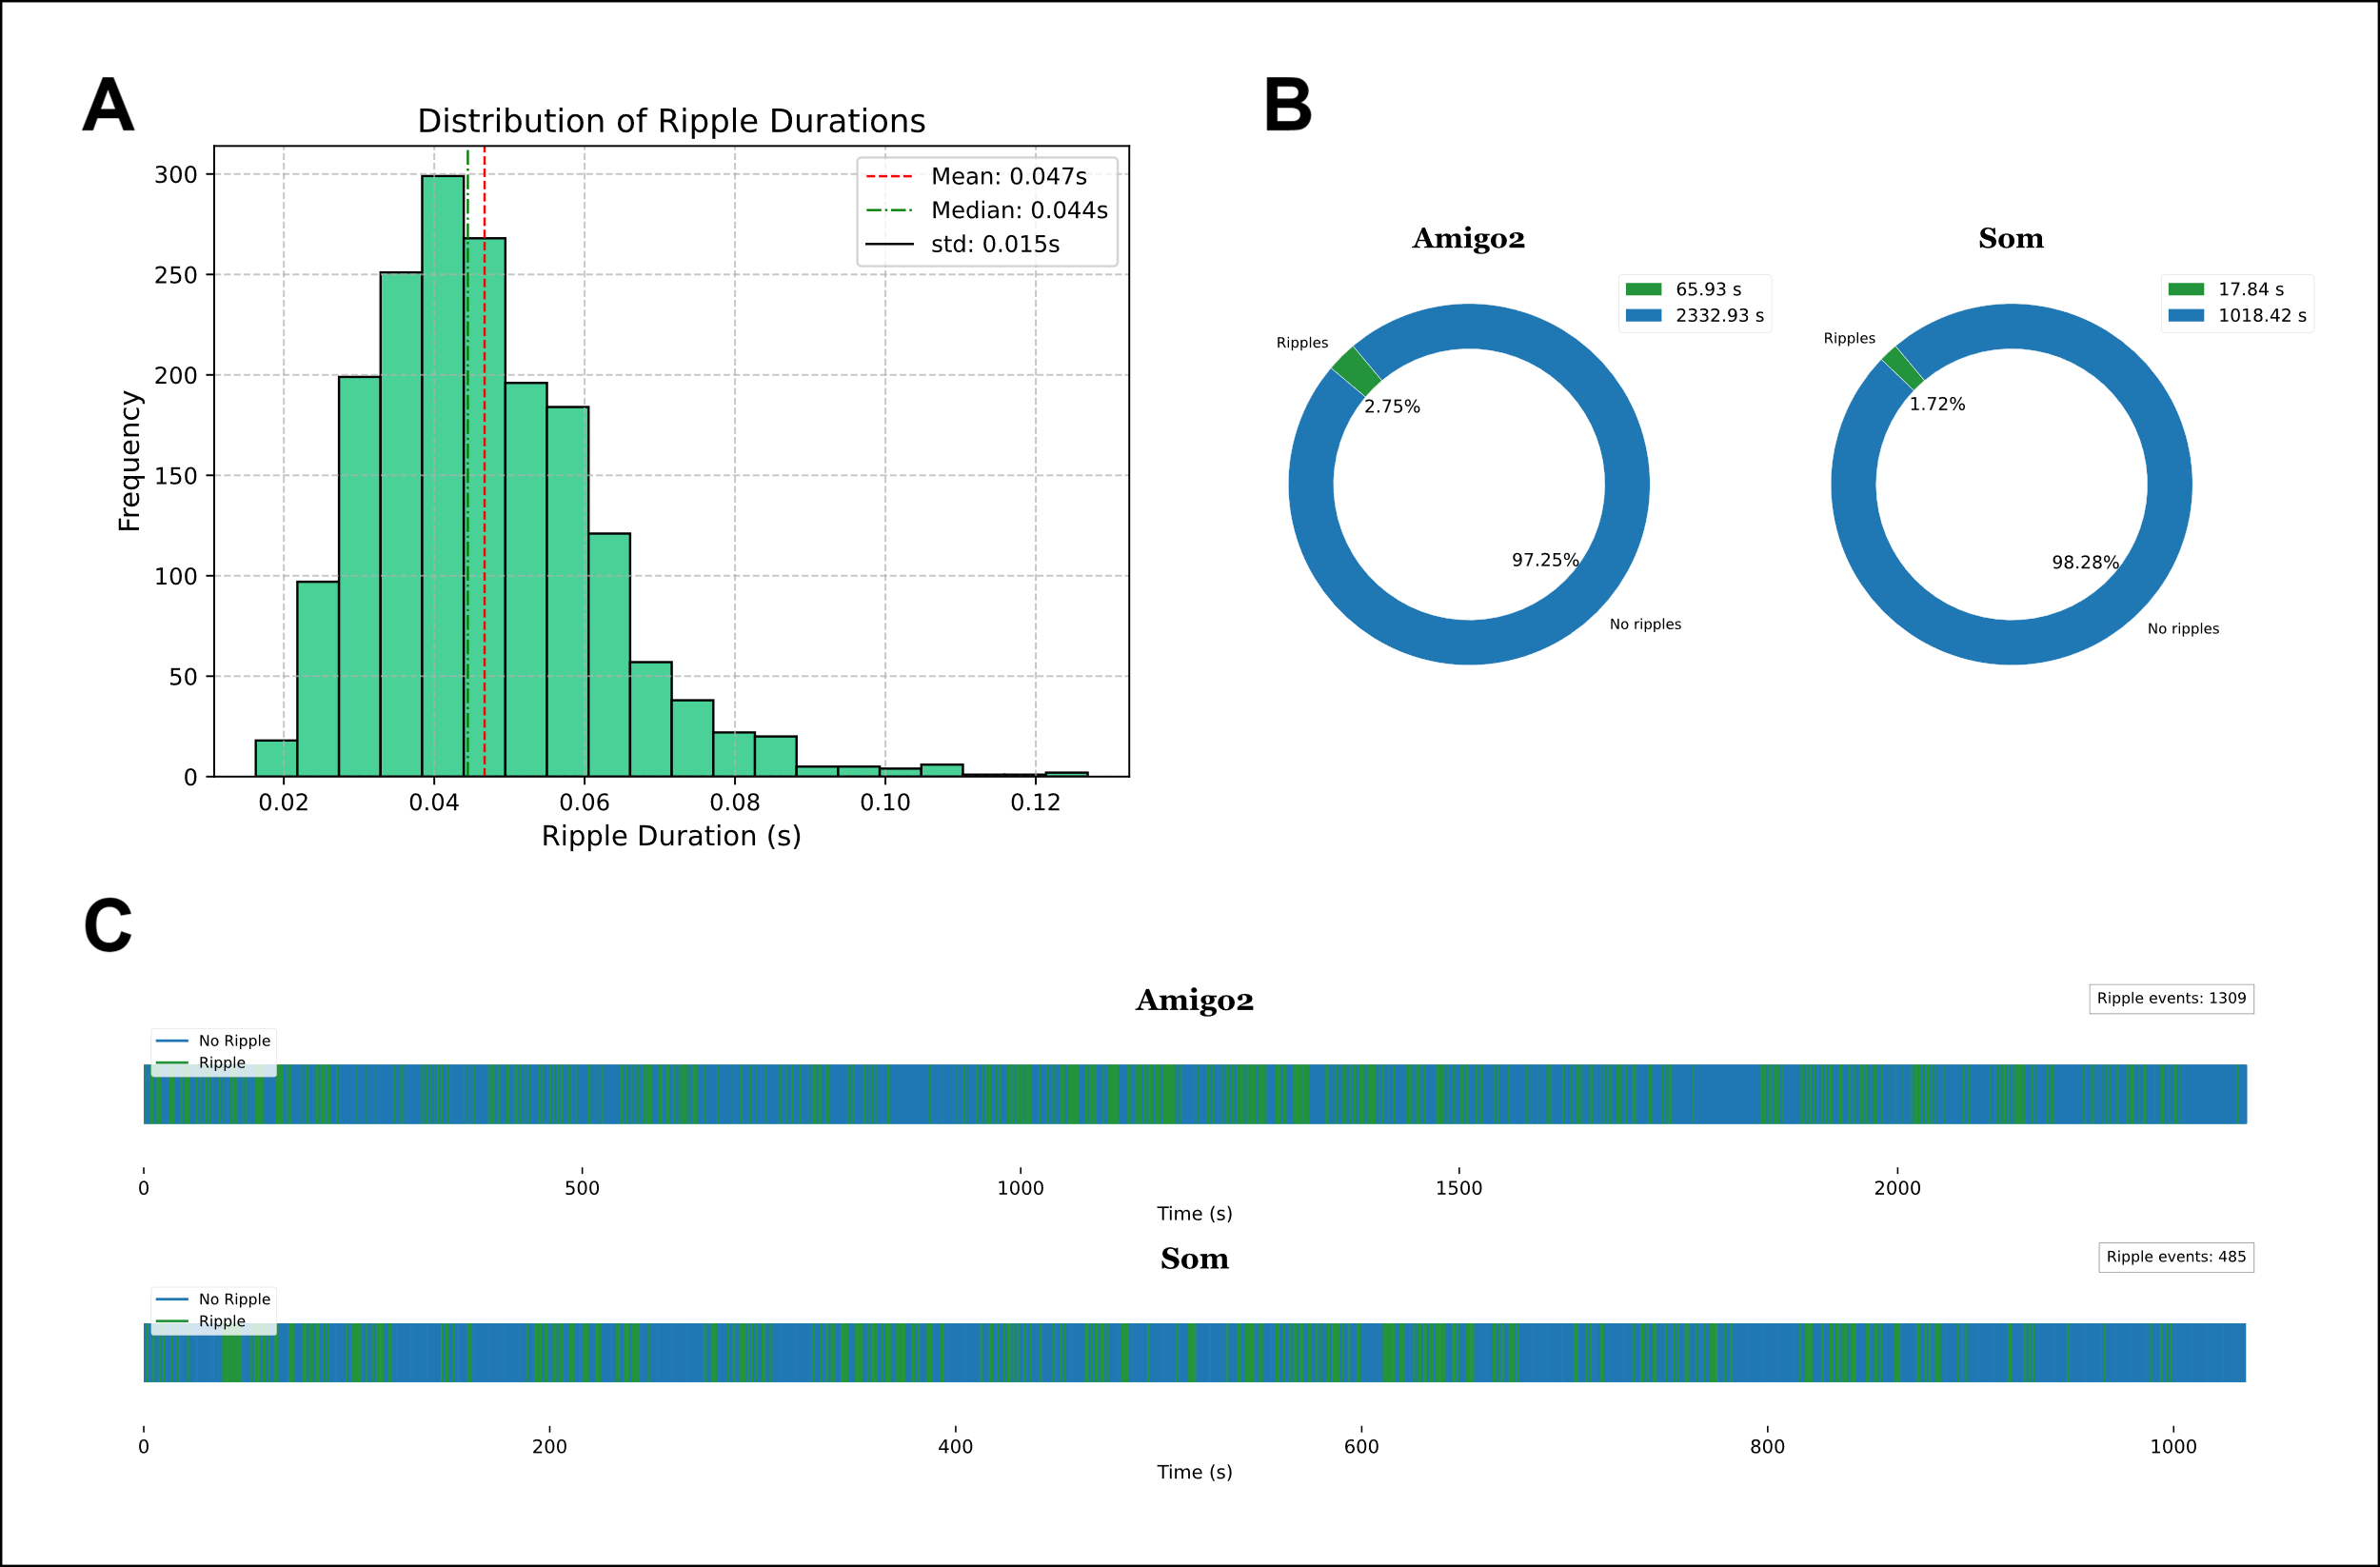 A
Distribution of Ripple Durations
Mean: 0.047s
Median: 0.044s
std: 0.015s
Frequency
300
250
200
150
100
50
0
0.02 0.04 0.06 0.08 0.10 0.12
Ripple Duration (s)
B
Amigo2
65.93 s
2332.93 s
Ripples
2.75%
97.25%
No ripples
Som
17.84 s
1018.42 s
Ripples
1.72%
98.28%
No ripples
C
Amigo2
Ripple events: 1309
No Ripple
Ripple
0 500 1000 1500 2000
Time (s)
Som
Ripple events: 485
No Ripple
Ripple
0 200 400 600 800 1000
Time (s)